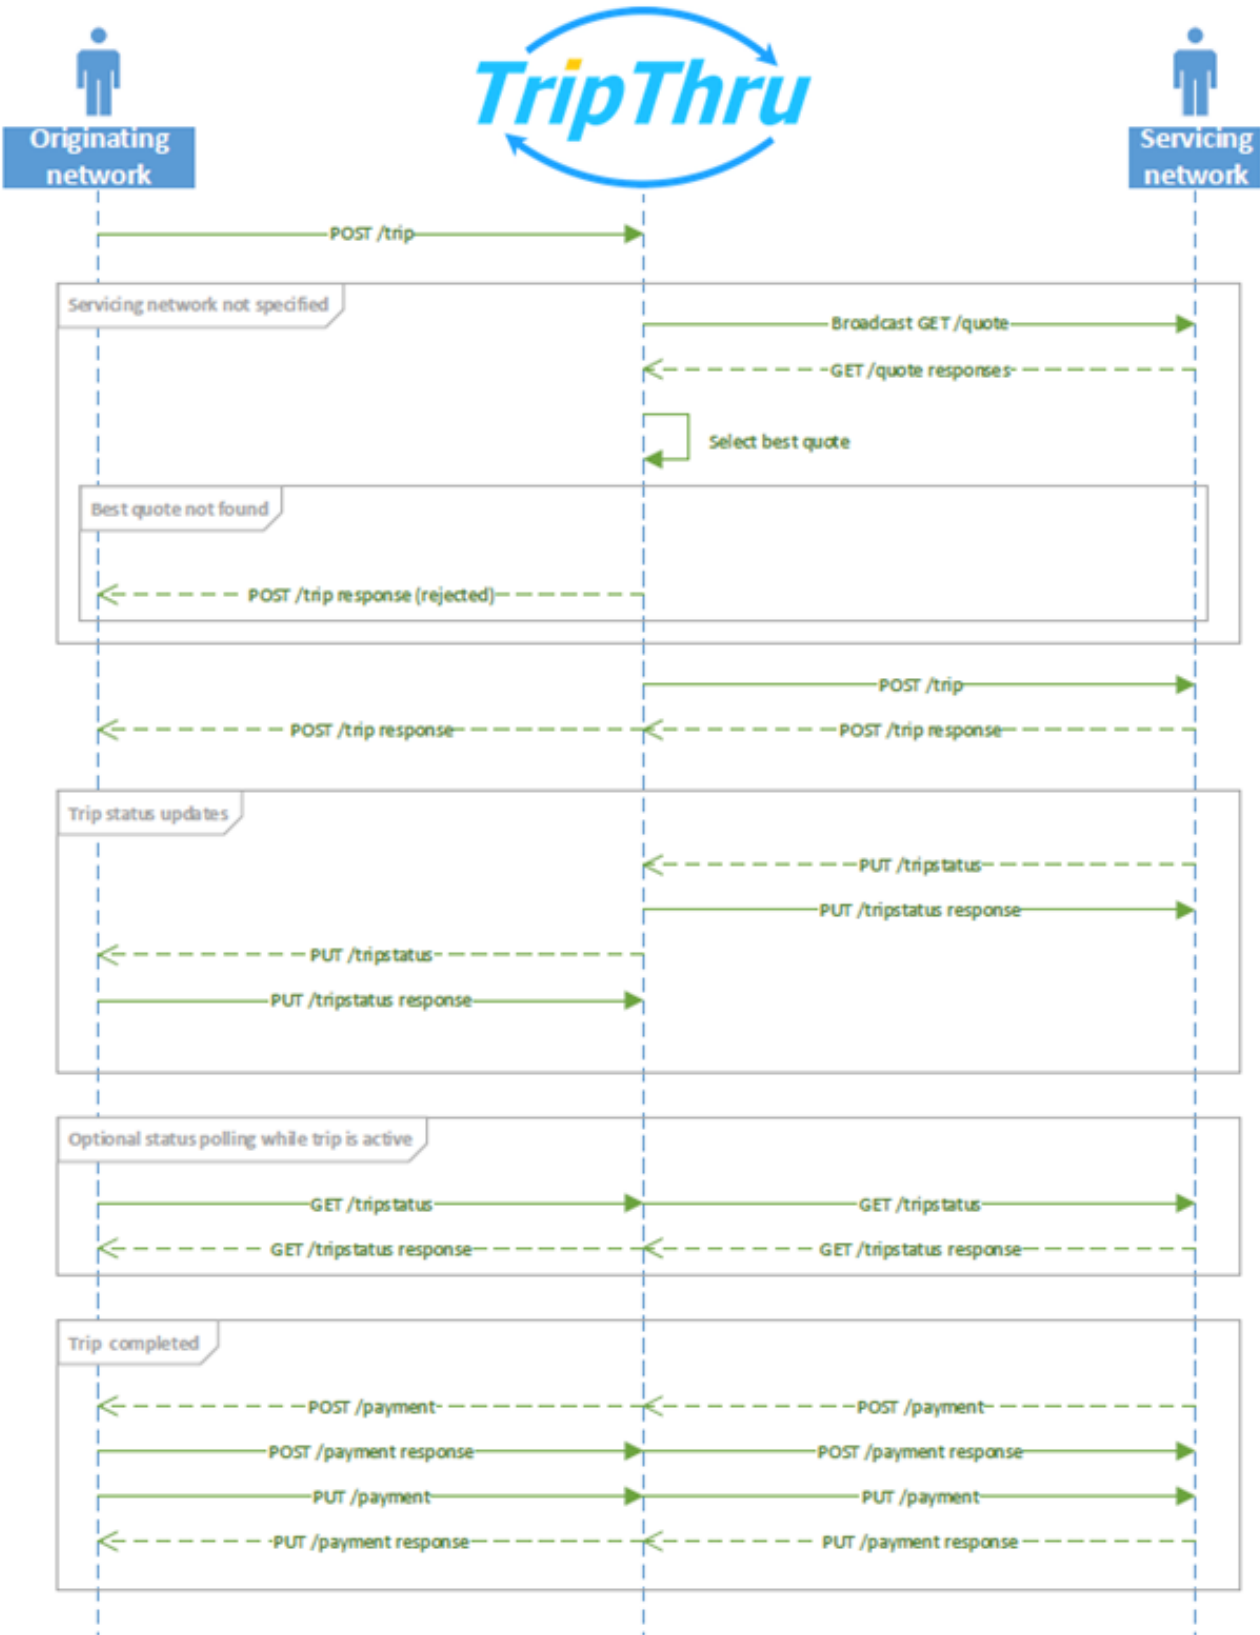 TripThru
Originating
network
Servicing
network
POST /trip
Servicing network not specified
Broadcast GET /quote
GET /quote responses
Select best quote
Best quote not found
POST /trip response (rejected)
POST /trip
POST /trip response
POST /trip response
Trip status updates
PUT /tripstatus
PUT /tripstatus response
PUT /tripstatus
PUT /tripstatus response
Optional status polling while trip is active
GET /tripstatus
GET /tripstatus
GET /tripstatus response
GET /tripstatus response
Trip completed
POST /payment
POST /payment
POST /payment response
POST /payment response
PUT /payment
PUT /payment
PUT /payment response
PUT /payment response